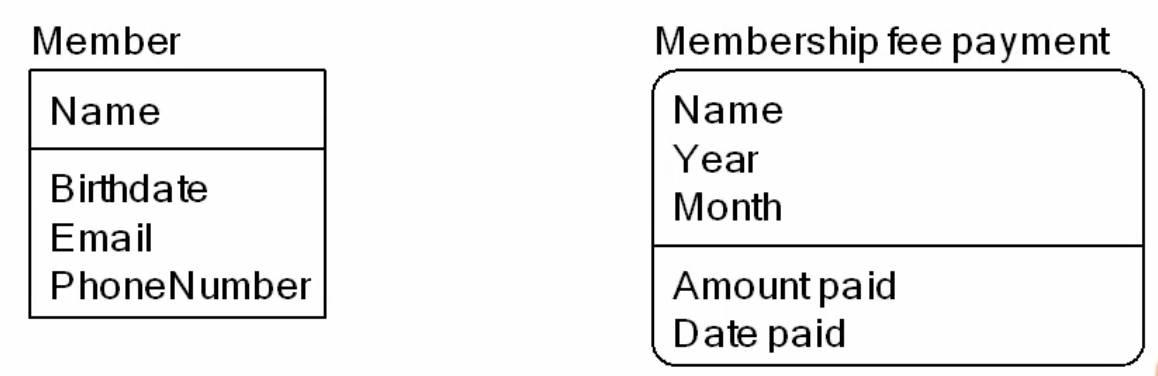 Member
Name
Birthdate
Email
PhoneNumber
Membership fee payment
Name
Year
Month
Amount paid
Date paid